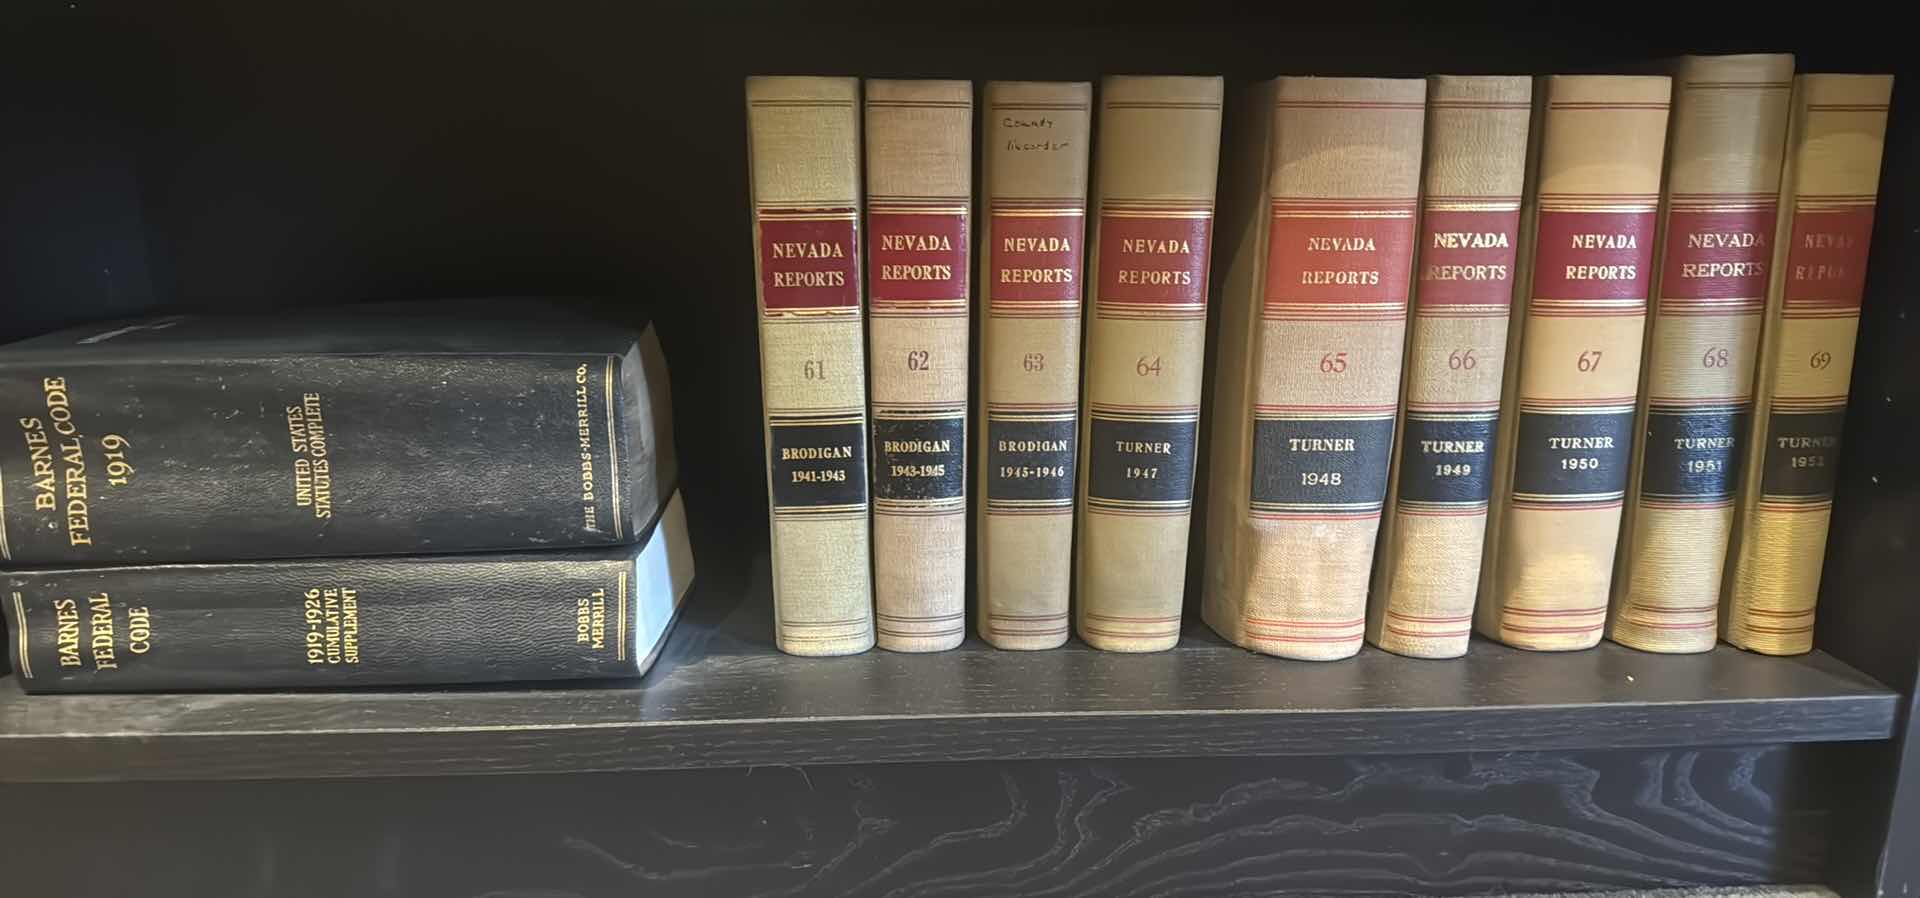 BARNES
FEDERAL CODE
1919
UNITED STATES
STATUTES COMPLETE
THE BOBBS-MERRILL CO.
BARNES
FEDERAL
CODE
1919-1926
CUMULATIVE
SUPPLEMENT
BOBBS
MERRILL
NEVADA
REPORTS
61
BRODIGAN
1941-1943
NEVADA
REPORTS
62
BRODIGAN
1943-1945
County
Recorder
NEVADA
REPORTS
63
BRODIGAN
1945-1946
NEVADA
REPORTS
64
TURNER
1947
NEVADA
REPORTS
65
TURNER
1948
NEVADA
REPORTS
66
TURNER
1949
NEVADA
REPORTS
67
TURNER
1950
NEVADA
REPORTS
68
TURNER
1951
NEVA
REPO
69
TURNER